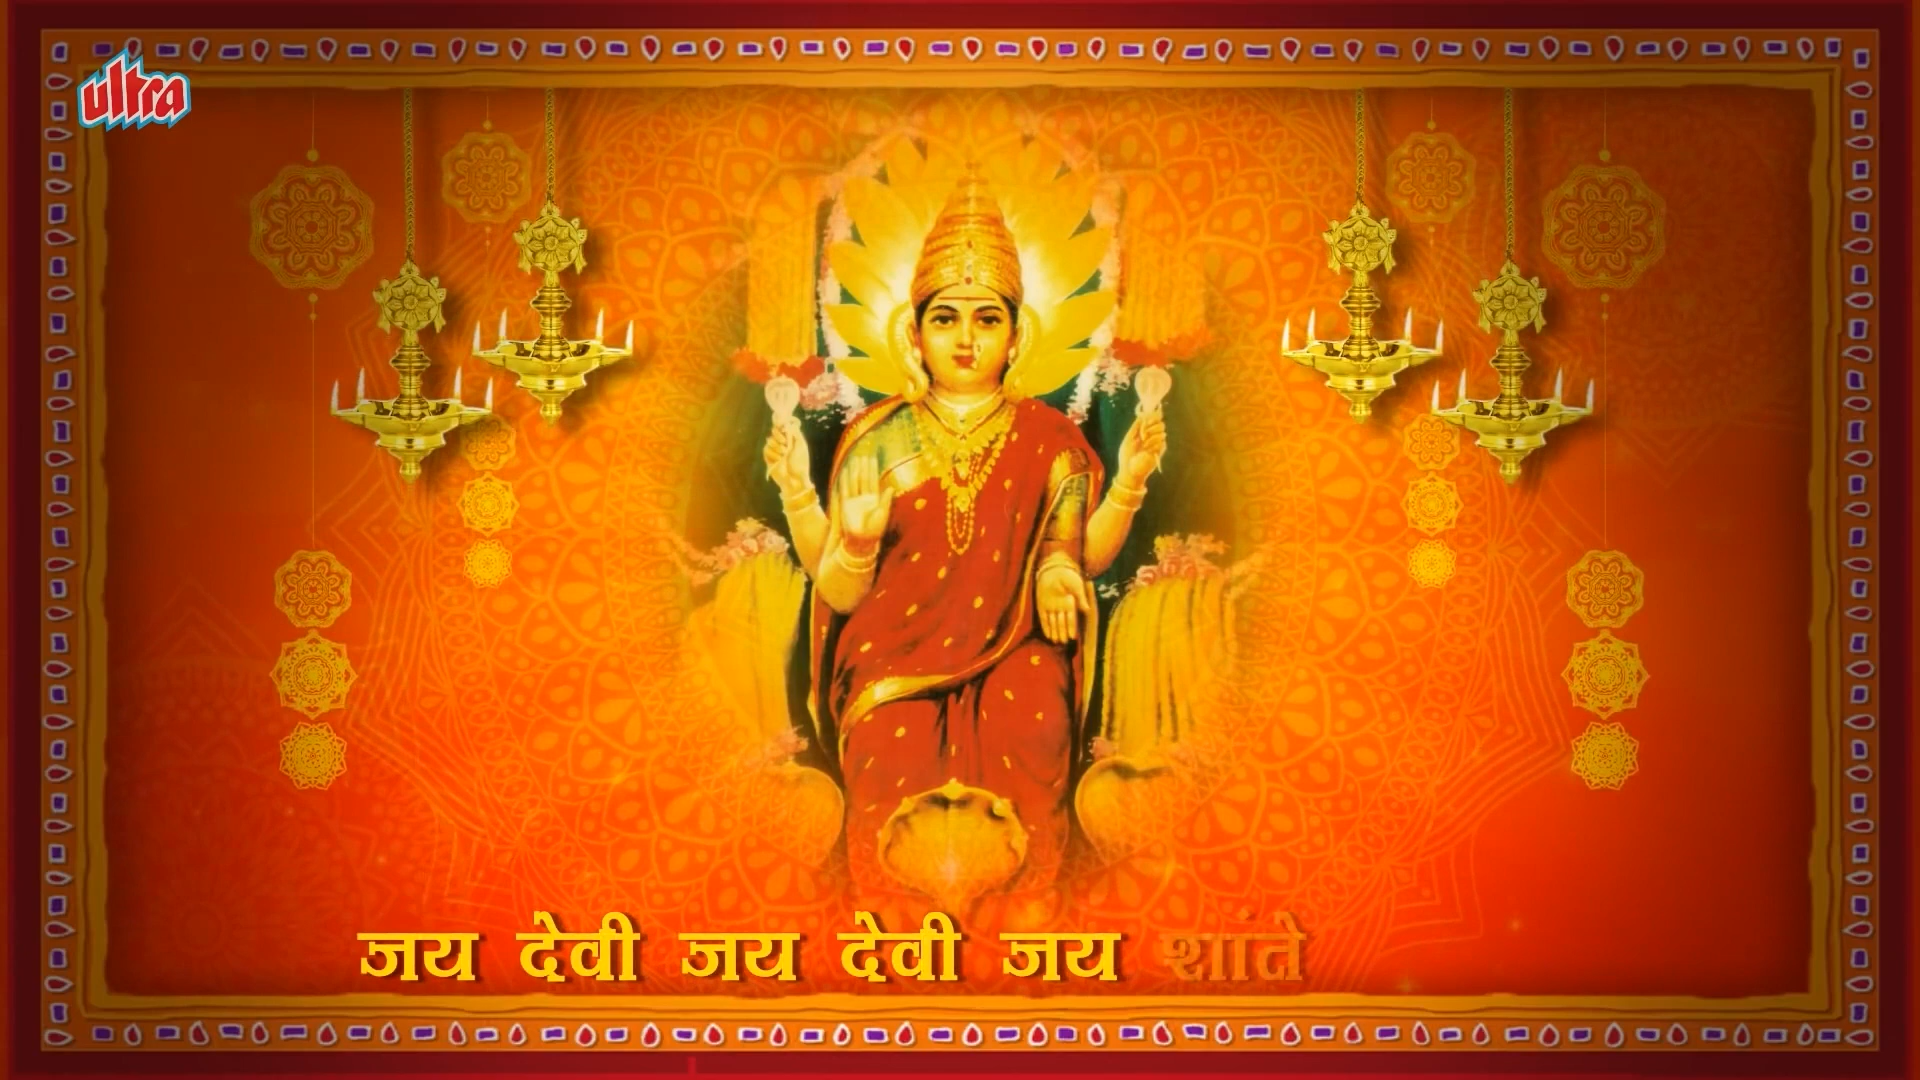 ultra
जय देवी जय देवी जय शांते